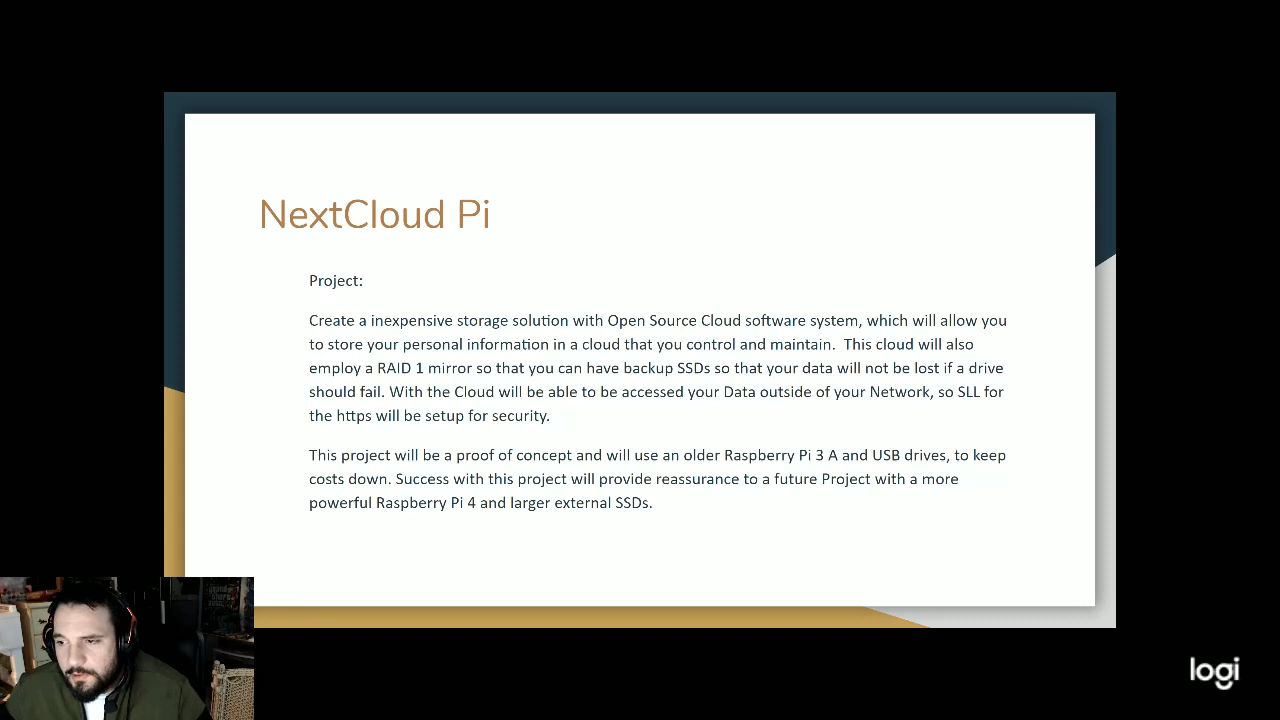 NextCloud Pi
Project:
Create a inexpensive storage solution with Open Source Cloud software system, which will allow you
to store your personal information in a cloud that you control and maintain.  This cloud will also
employ a RAID 1 mirror so that you can have backup SSDs so that your data will not be lost if a drive
should fail. With the Cloud will be able to be accessed your Data outside of your Network, so SLL for
the https will be setup for security.
This project will be a proof of concept and will use an older Raspberry Pi 3 A and USB drives, to keep
costs down. Success with this project will provide reassurance to a future Project with a more
powerful Raspberry Pi 4 and larger external SSDs.
logi